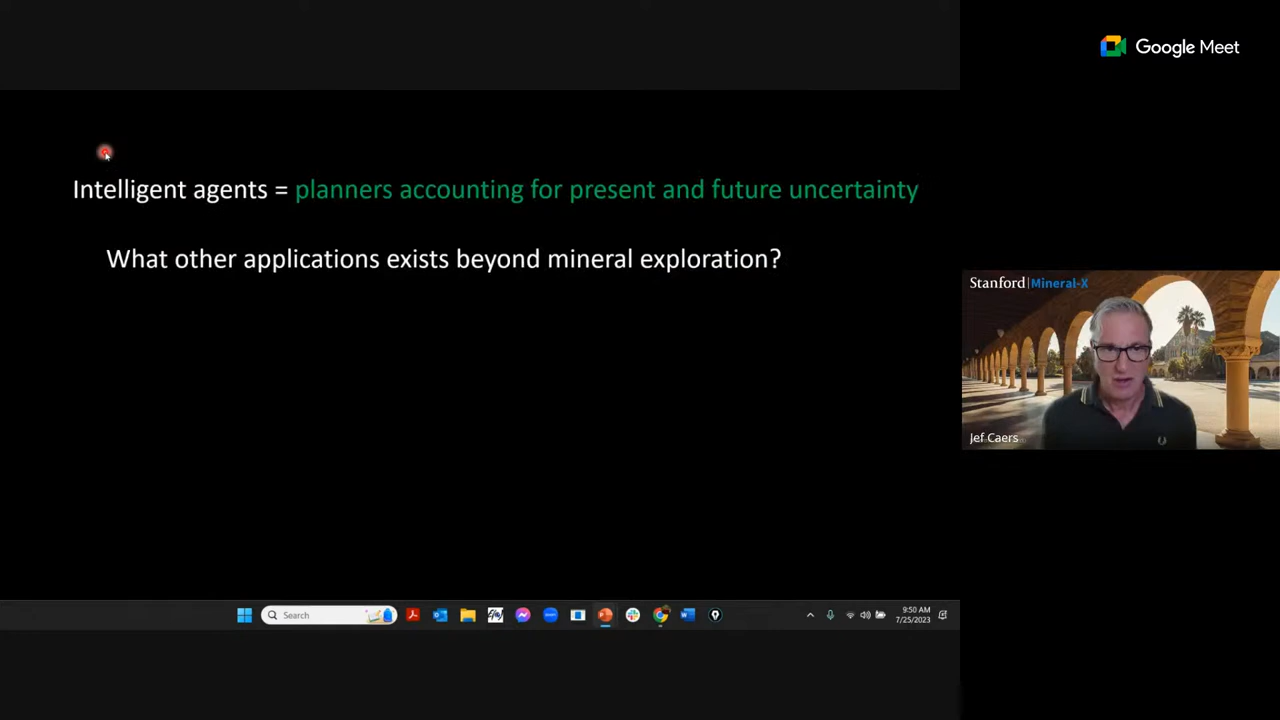 Google Meet
Intelligent agents = planners accounting for present and future uncertainty
What other applications exists beyond mineral exploration?
Stanford | Mineral-X
Jef Caers
Search
9:50 AM
7/25/2023